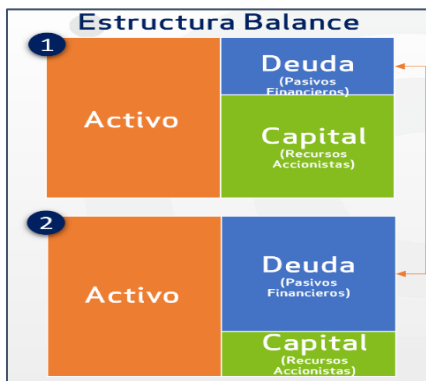 Estructura Balance
1
Activo
Deuda
(Pasivos
Financieros)
Capital
(Recursos
Accionistas)
2
Activo
Deuda
(Pasivos
Financieros)
Capital
(Recursos
Accionistas)